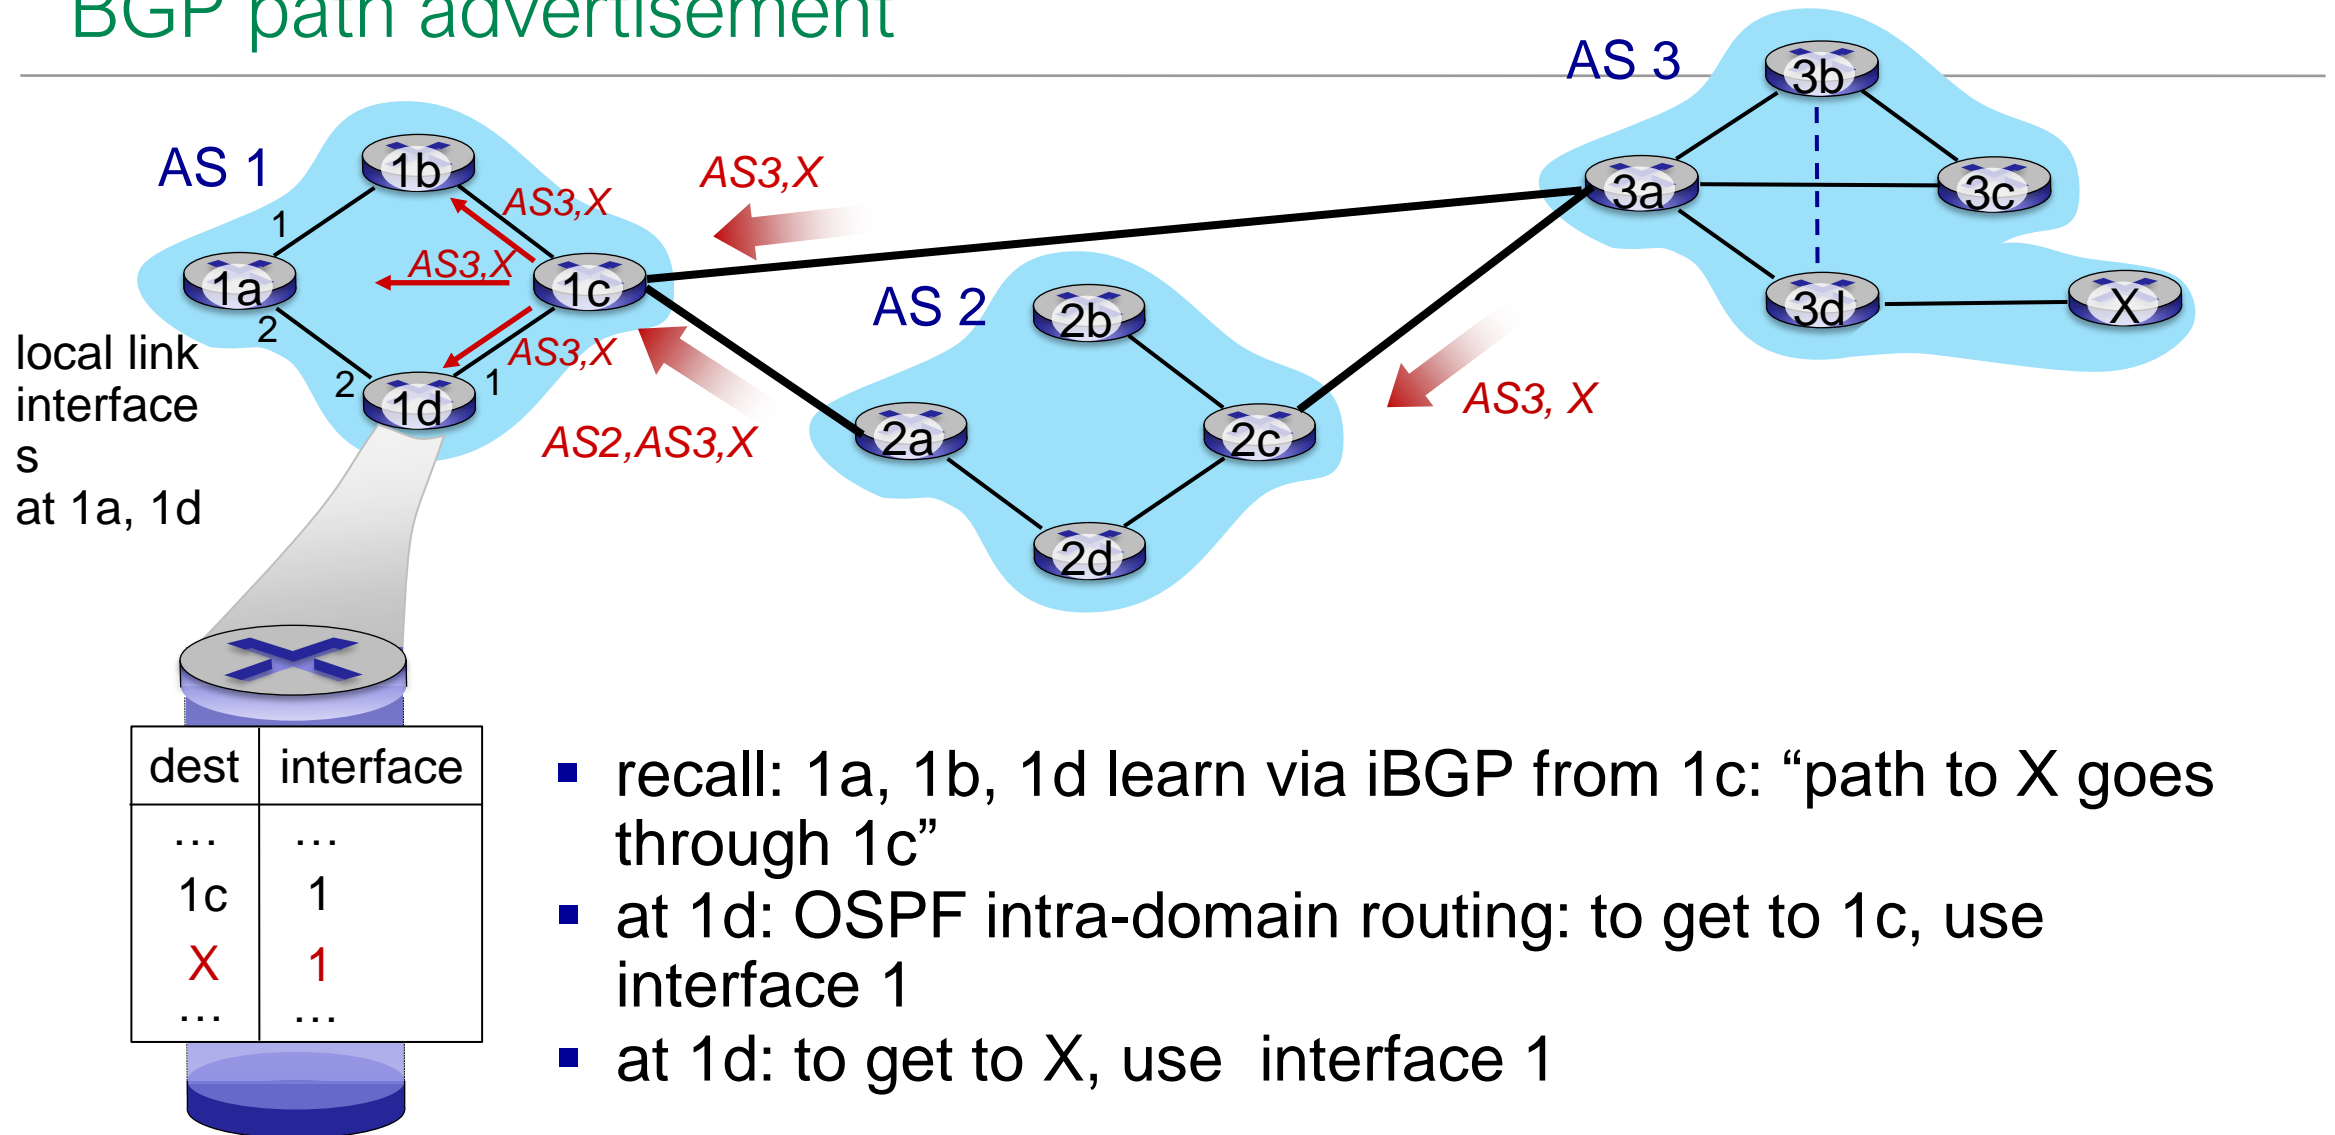 BGP path advertisement
AS 3
3b
AS 1
1b
AS3,X
AS3,X
3a
3c
1
AS3,X
1a
1c
AS 2
2b
3d
X
2
local link
interface
s
at 1a, 1d
AS3,X
2
1
1d
AS3, X
AS2,AS3,X
2a
2c
2d
dest interface
... ...
1c 1
X 1
... ...
▪ recall: 1a, 1b, 1d learn via iBGP from 1c: “path to X goes
through 1c”
▪ at 1d: OSPF intra-domain routing: to get to 1c, use
interface 1
▪ at 1d: to get to X, use interface 1